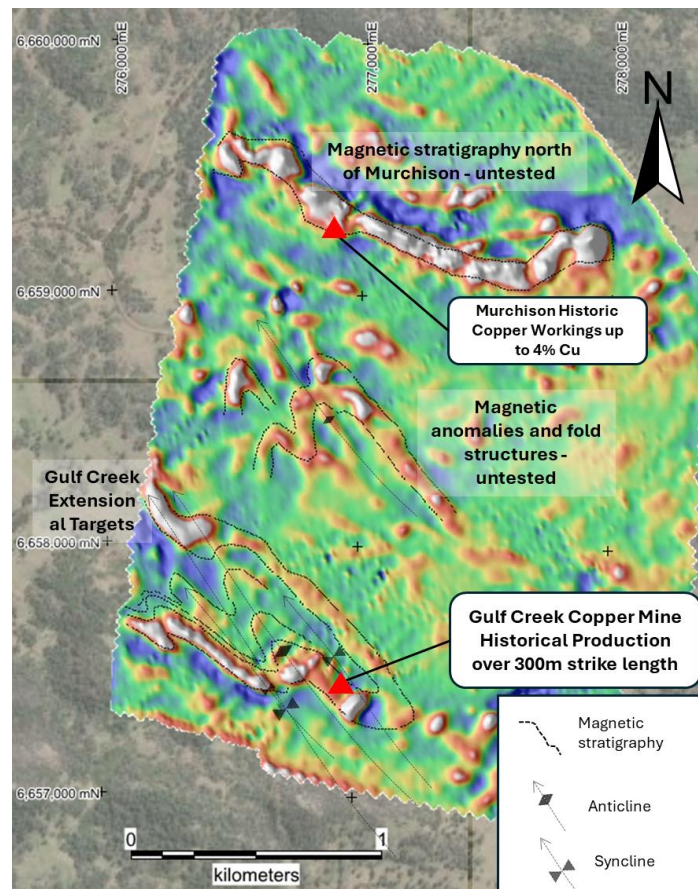 6,660,000 mN
276,000 mE
277,000 mE
278,000 mE
N
Magnetic stratigraphy north
of Murchison - untested
6,659,000 mN
Murchison Historic
Copper Workings up
to 4% Cu
Magnetic
anomalies and fold
structures -
untested
Gulf Creek
Extension
al Targets
6,658,000 mN
Gulf Creek Copper Mine
Historical Production
over 300m strike length
6,657,000 mN
0
1
kilometers
Magnetic
stratigraphy
Anticline
Syncline